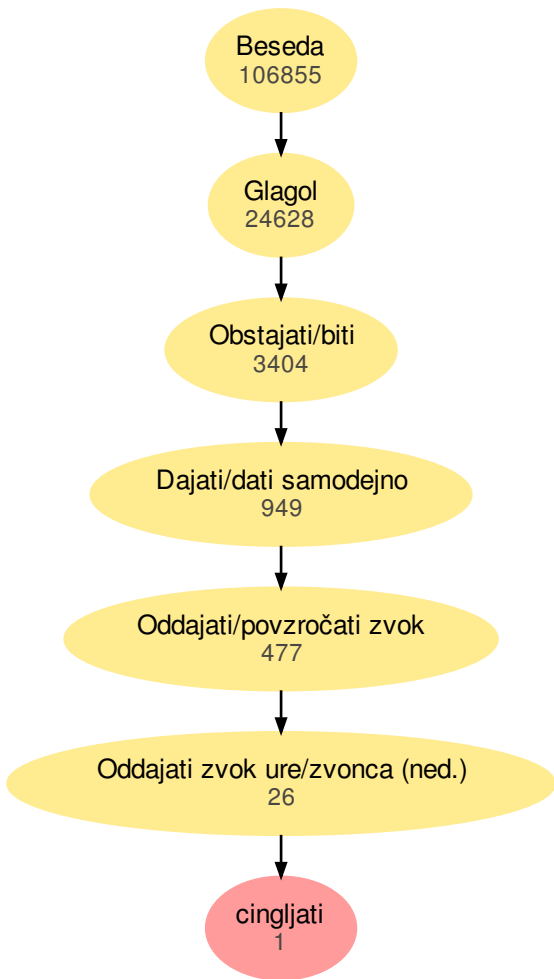 Beseda
106855
Glagol
24628
Obstajati/biti
3404
Dajati/dati samodejno
949
Oddajati/povzročati zvok
477
Oddajati zvok ure/zvonca (ned.)
26
cingljati
1